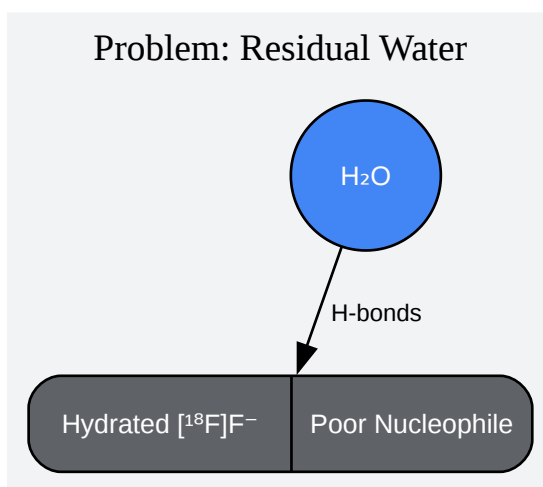 Problem: Residual Water
H₂O
H-bonds
Hydrated [¹⁸F]F⁻
Poor Nucleophile